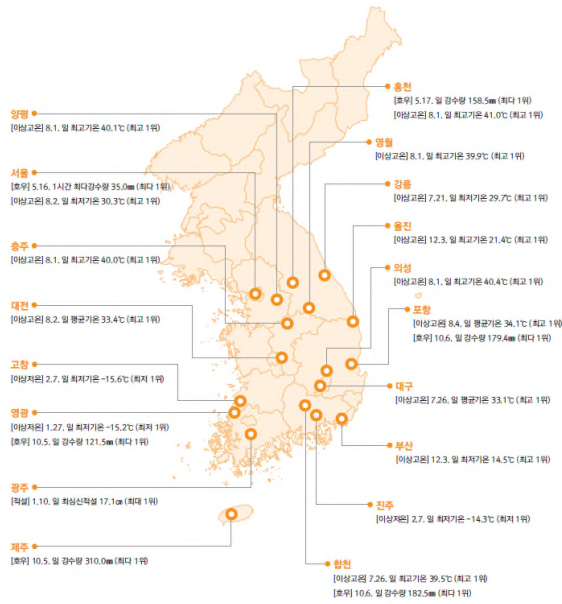 양평
[이상고온] 8.1. 일 최고기온 40.1℃ (최고 1위)
서울
[호우] 5.16. 1시간 최다강수량 35.0㎜ (최다 1위)
[이상고온] 8.2. 일 최저기온 30.3℃ (최고 1위)
충주
[이상고온] 8.1. 일 최고기온 40.0℃ (최고 1위)
대전
[이상고온] 8.2. 일 평균기온 33.4℃ (최고 1위)
고창
[이상저온] 2.7. 일 최저기온 -15.6℃ (최저 1위)
영광
[이상저온] 1.27. 일 최저기온 -15.2℃ (최저 1위)
[호우] 10.5. 일 강수량 121.5㎜ (최다 1위)
광주
[적설] 1.10. 일 최심신적설 17.1㎝ (최대 1위)
제주
[호우] 10.5. 일 강수량 310.0㎜ (최다 1위)
홍천
[호우] 5.17. 일 강수량 158.5㎜ (최다 1위)
[이상고온] 8.1. 일 최고기온 41.0℃ (최고 1위)
영월
[이상고온] 8.1. 일 최고기온 39.9℃ (최고 1위)
강릉
[이상고온] 7.21. 일 최저기온 29.7℃ (최고 1위)
울진
[이상고온] 12.3. 일 최고기온 21.4℃ (최고 1위)
의성
[이상고온] 8.1. 일 최고기온 40.4℃ (최고 1위)
포항
[이상고온] 8.4. 일 평균기온 34.1℃ (최고 1위)
[호우] 10.6. 일 강수량 179.4㎜ (최다 1위)
대구
[이상고온] 7.26. 일 평균기온 33.1℃ (최고 1위)
부산
[이상고온] 12.3. 일 최저기온 14.5℃ (최고 1위)
진주
[이상저온] 2.7. 일 최저기온 -14.3℃ (최저 1위)
합천
[이상고온] 7.26. 일 최고기온 39.5℃ (최고 1위)
[호우] 10.6. 일 강수량 182.5㎜ (최다 1위)